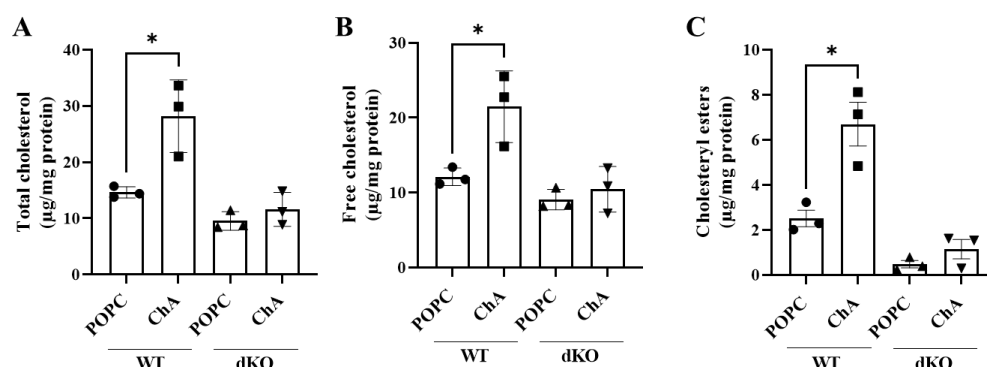 A
Total cholesterol
(µg/mg protein)
40
30
20
10
0
*
POPC
ChA
POPC
ChA
WT
dKO
B
Free cholesterol
(µg/mg protein)
30
20
10
0
*
POPC
ChA
POPC
ChA
WT
dKO
C
Cholesteryl esters
(µg/mg protein)
10
8
6
4
2
0
*
POPC
ChA
POPC
ChA
WT
dKO